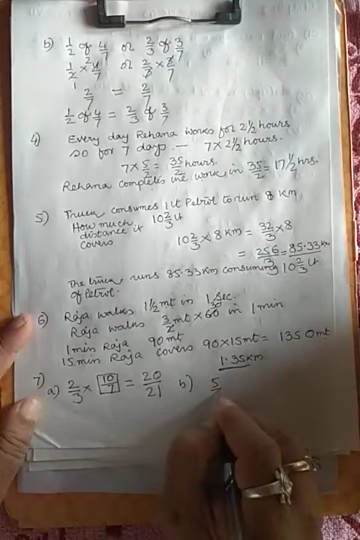 b) 1/2 of 4/7 or 2/3 of 3/7
1/2 × 4/7 or 2/3 × 3/7
2/7 = 2/7
1/2 of 4/7 = 2/3 of 3/7
4) Every day Rehana works for 2 1/2 hours
so for 7 days — 7 × 2 1/2 hours.
7 × 5/2 = 35/2 hours.
Rehana completes the work in 35/2 = 17 1/2 hrs.
5) Truck consumes 1 lt Petrol to run 8 km
How much distance it covers 10 2/3 lt
10 2/3 × 8 km = 32/3 × 8
= 256/3 = 85.33km
The truck runs 85.33km consuming 10 2/3 lt
of Petrol.
6) Raja walks 1 1/2 mt in 1 sec.
Raja walks 3/2 mt × 60 in 1 min
1 min Raja 90 mt
15 min Raja covers 90 × 15 mt = 1350 mt
1.35km
7) a) 2/3 × 10/7 = 20/21 b) 5